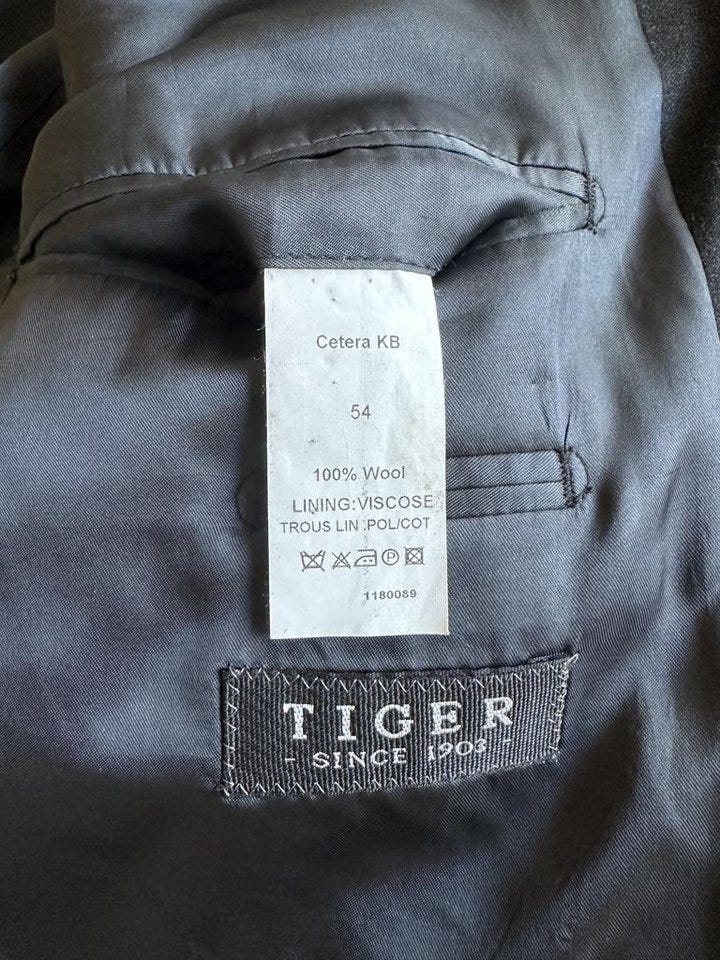 Cetera KB
54
100% Wool
LINING:VISCOSE
TROUS LIN .POL/COT
P
1180089
TIGER
- SINCE 1903 -